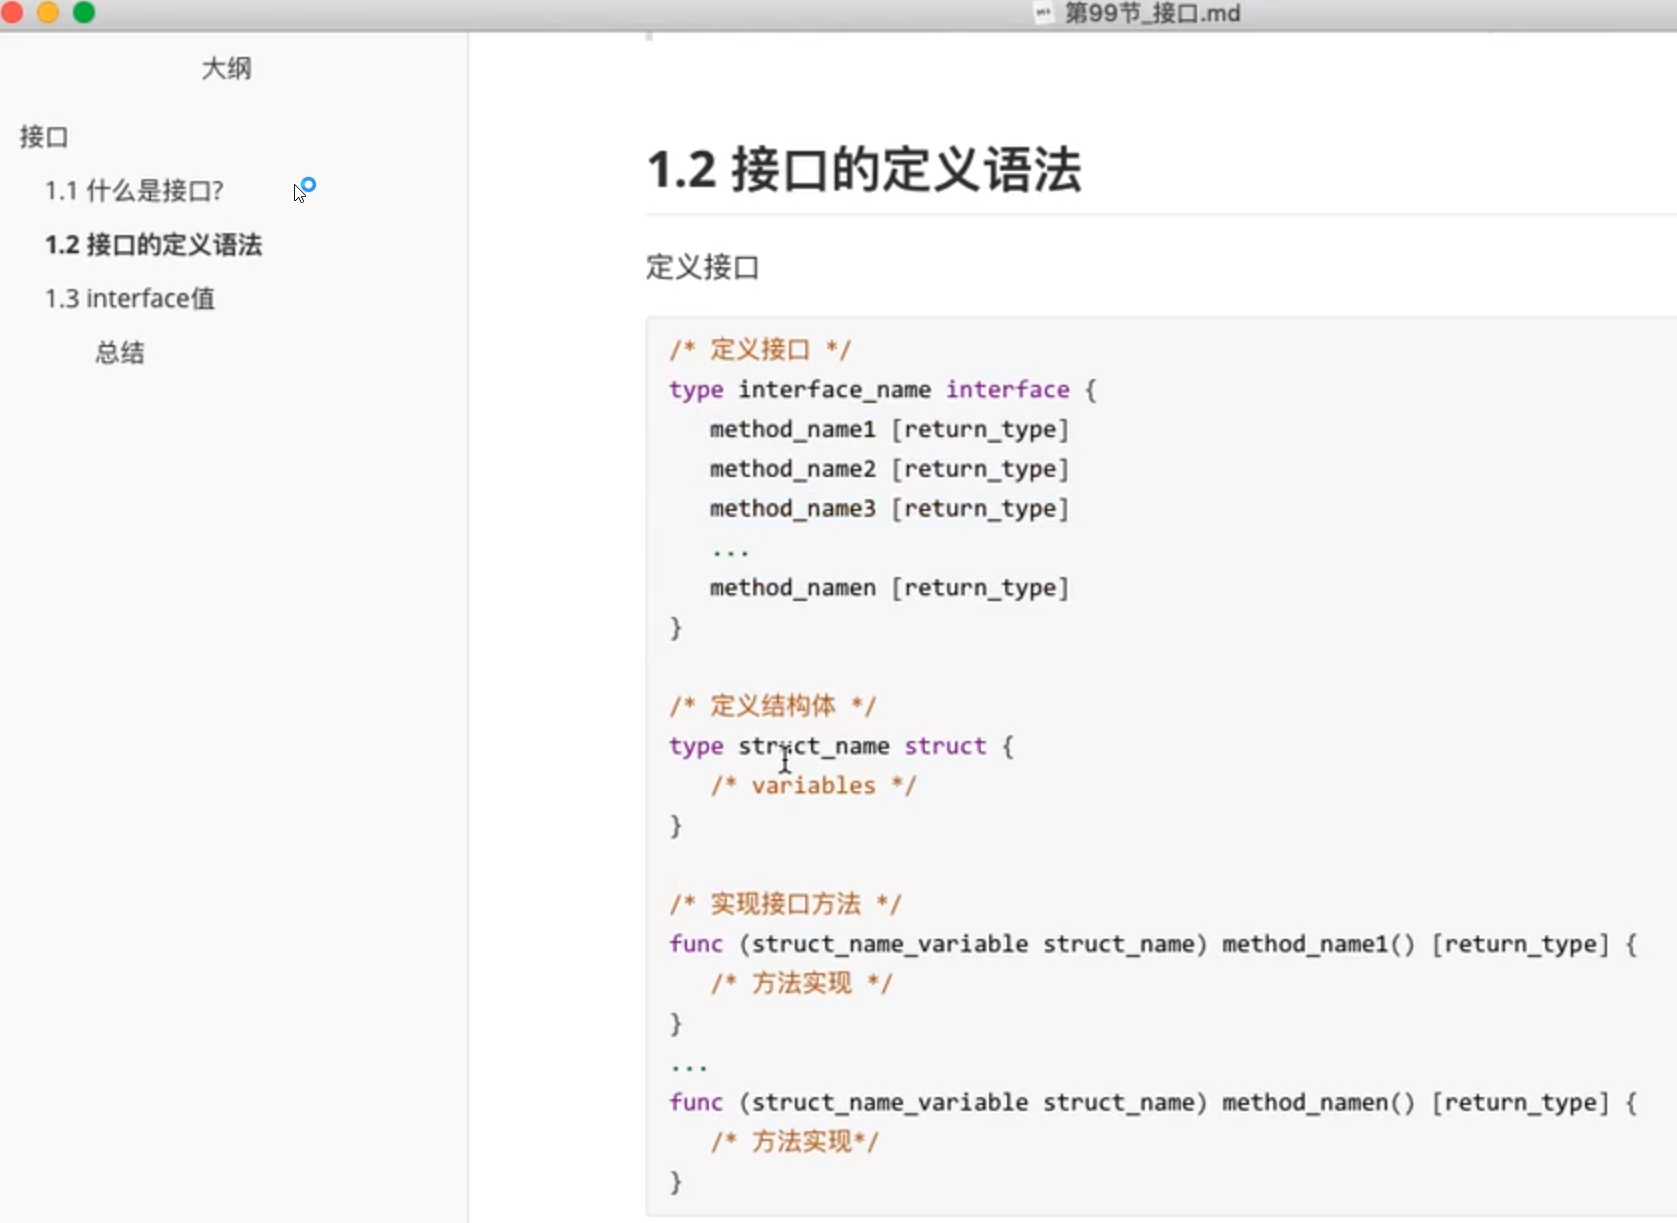 第99节_接口.md
大纲
接口
1.1 什么是接口?
1.2 接口的定义语法
1.3 interface值
总结
1.2 接口的定义语法
定义接口
/* 定义接口 */
type interface_name interface {
   method_name1 [return_type]
   method_name2 [return_type]
   method_name3 [return_type]
   ...
   method_namen [return_type]
}
/* 定义结构体 */
type struct_name struct {
   /* variables */
}
/* 实现接口方法 */
func (struct_name_variable struct_name) method_name1() [return_type] {
   /* 方法实现 */
}
...
func (struct_name_variable struct_name) method_namen() [return_type] {
   /* 方法实现*/
}